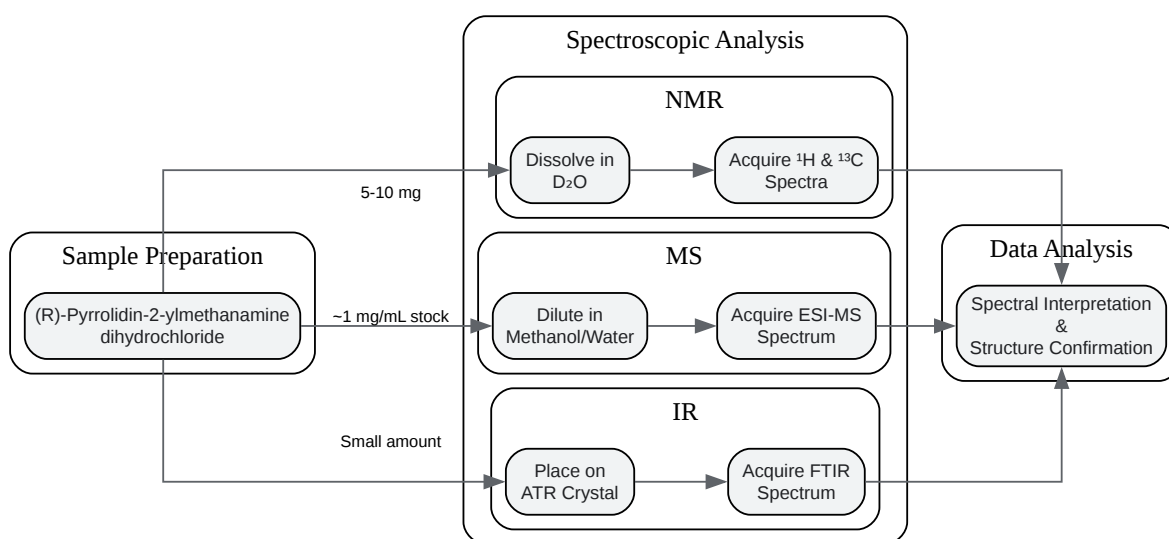 Spectroscopic Analysis
NMR
Dissolve in
D₂O
Acquire ¹H & ¹³C
Spectra
5-10 mg
Sample Preparation
(R)-Pyrrolidin-2-ylmethanamine
dihydrochloride
~1 mg/mL stock
MS
Dilute in
Methanol/Water
Acquire ESI-MS
Spectrum
Data Analysis
Spectral Interpretation
&
Structure Confirmation
Small amount
IR
Place on
ATR Crystal
Acquire FTIR
Spectrum